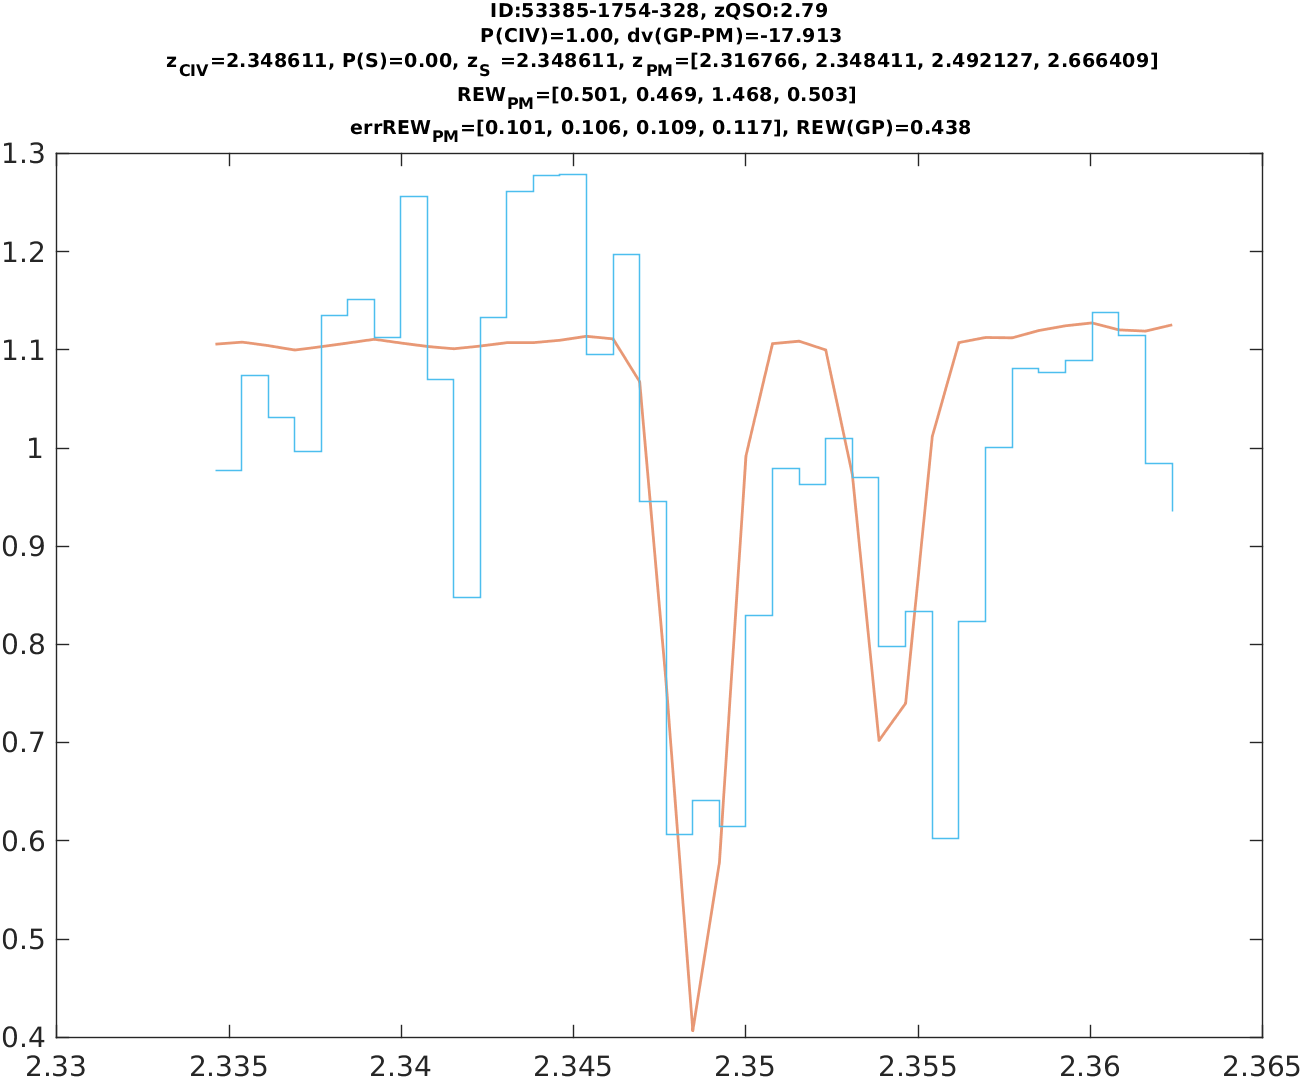 ID:53385-1754-328, zQSO:2.79
P(CIV)=1.00, dv(GP-PM)=-17.913
zCIV=2.348611, P(S)=0.00, zS =2.348611, zPM=[2.316766, 2.348411, 2.492127, 2.666409]
REWPM=[0.501, 0.469, 1.468, 0.503]
errREWPM=[0.101, 0.106, 0.109, 0.117], REW(GP)=0.438
1.3
1.2
1.1
1
0.9
0.8
0.7
0.6
0.5
0.4
2.33 2.335 2.34 2.345 2.35 2.355 2.36 2.365